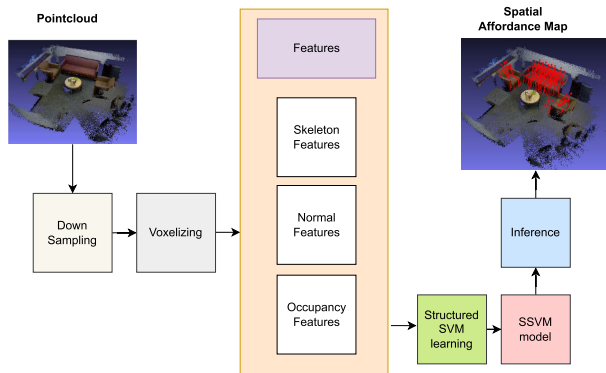 Pointcloud
Spatial
Affordance Map
Features
Skeleton
Features
Down
Sampling
Voxelizing
Normal
Features
Inference
Occupancy
Features
Structured
SVM
learning
SSVM
model